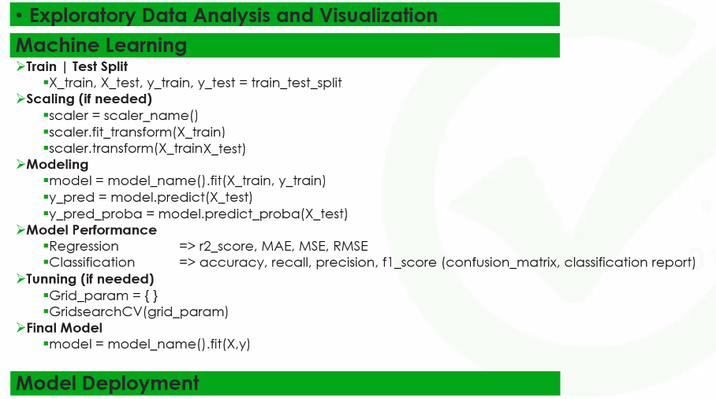 • Exploratory Data Analysis and Visualization
Machine Learning
➢Train | Test Split
▪X_train, X_test, y_train, y_test = train_test_split
➢Scaling (if needed)
▪scaler = scaler_name()
▪scaler.fit_transform(X_train)
▪scaler.transform(X_trainX_test)
➢Modeling
▪model = model_name().fit(X_train, y_train)
▪y_pred = model.predict(X_test)
▪y_pred_proba = model.predict_proba(X_test)
➢Model Performance
▪Regression => r2_score, MAE, MSE, RMSE
▪Classification => accuracy, recall, precision, f1_score (confusion_matrix, classification report)
➢Tunning (if needed)
▪Grid_param = { }
▪GridsearchCV(grid_param)
➢Final Model
▪model = model_name().fit(X,y)
Model Deployment